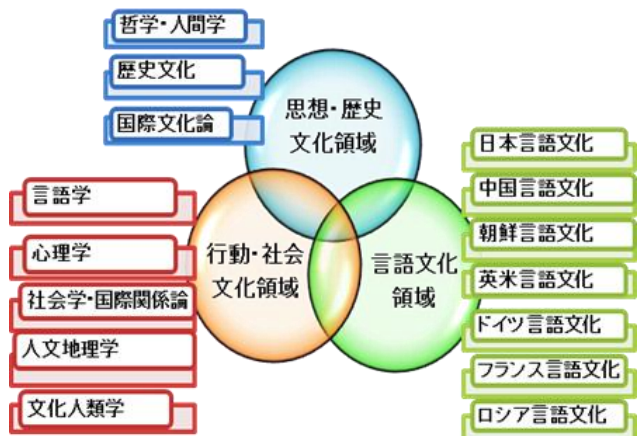 哲学・人間学
歴史文化
国際文化論
思想・歴史
文化領域
言語学
心理学
社会学・国際関係論
人文地理学
文化人類学
行動・社会
文化領域
言語文化
領域
日本言語文化
中国言語文化
朝鮮言語文化
英米言語文化
ドイツ言語文化
フランス言語文化
ロシア言語文化